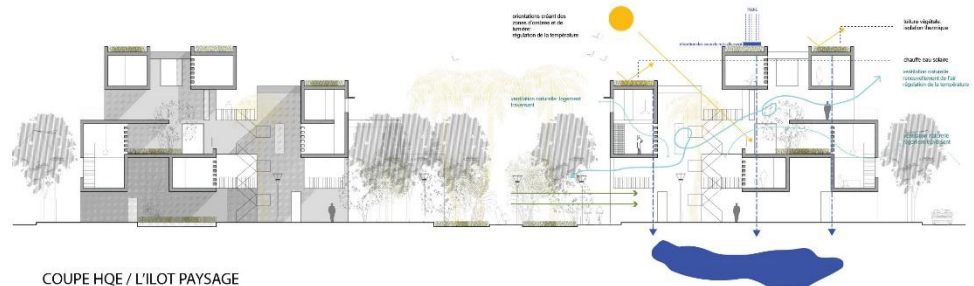 orientations créant des
zones d'ombres et de
lumière:
régulation de la température
toiture végétale:
isolation thermique
chauffe eau solaire
ventilation naturelle:
renouvellement de l'air
régulation de la température
ventilation naturelle: logement
traversant
ventilation naturelle
logement traversant
COUPE HQE / L'ILOT PAYSAGE